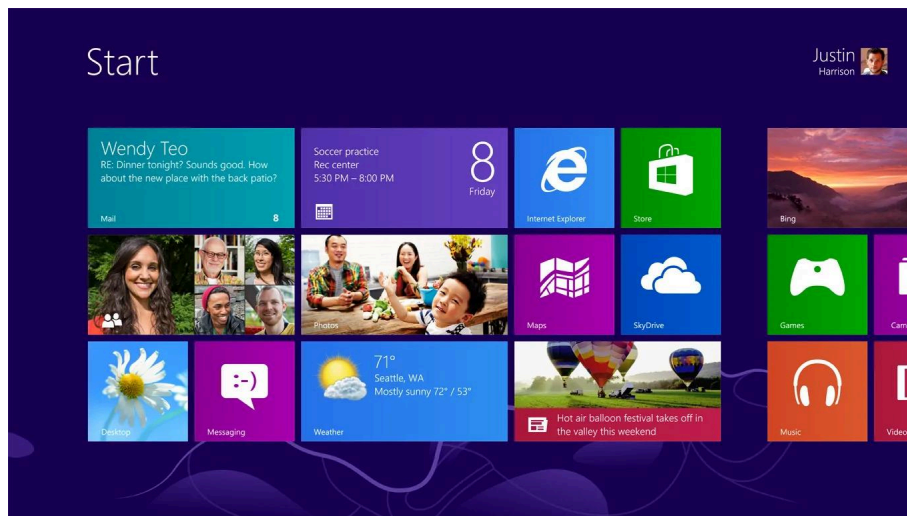 Start
Justin
Harrison
Wendy Teo
RE: Dinner tonight? Sounds good. How
about the new place with the back patio?
Mail
8
Soccer practice
Rec center
5:30 PM – 8:00 PM
8
Friday
Internet Explorer
Store
Bing
Photos
Maps
SkyDrive
Games
Cam
Desktop
:-)
Messaging
71°
Seattle, WA
Mostly sunny 72° / 53°
Weather
Hot air balloon festival takes off in
the valley this weekend
Music
Video